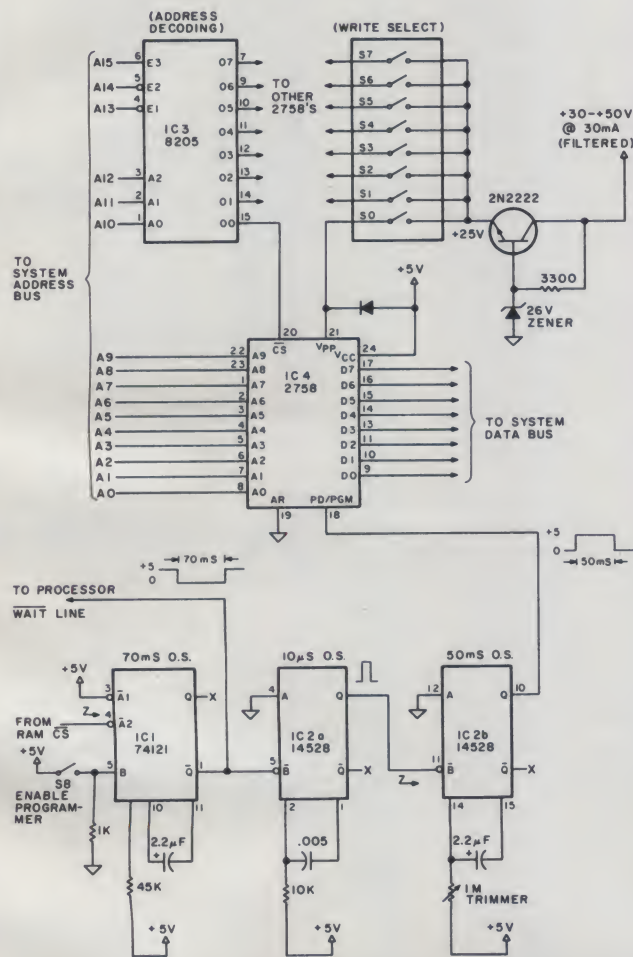 (ADDRESS
DECODING)
A15 6 E3 O7 7
A14 5 E2 O6 9
A13 4 E1 O5 10
IC3
8205
O4 11
O3 12
A12 3 A2 O2 13
A11 2 A1 O1 14
A10 1 A0 O0 15
TO
OTHER
2758'S
(WRITE SELECT)
S7
S6
S5
S4
S3
S2
S1
S0
+30-+50V
@ 30mA
(FILTERED)
2N2222
+25V
3300
26V
ZENER
+5V
TO
SYSTEM
ADDRESS
BUS
20 21
CS VPP VCC 24
IC4
2758
A9 22 A9 D7 17
A8 23 A8 D6 16
A7 1 A7 D5 15
A6 2 A6 D4 14
A5 3 A5 D3 13
A4 4 A4 D2 11
A3 5 A3 D1 10
A2 6 A2 D0 9
A1 7 A1
A0 8 A0
AR PD/PGM
19 18
TO SYSTEM
DATA BUS
+5
0
70mS
+5
0
50mS
TO PROCESSOR
WAIT LINE
70mS O.S.
+5V
3 A1 Q X
4 A2
FROM
RAM CS
IC1
74121
+5V
5 B Q 1
S8
ENABLE
PROGRAM-
MER
10 11
1K
2.2µF
+
45K
+5V
10µS O.S.
4 A Q
IC2a
14528
5 B Q X
2 1
.005
10K
+5V
50mS O.S.
12 A Q 10
IC2b
14528
11 B Q X
14 15
2.2µF
+
1M
TRIMMER
+5V